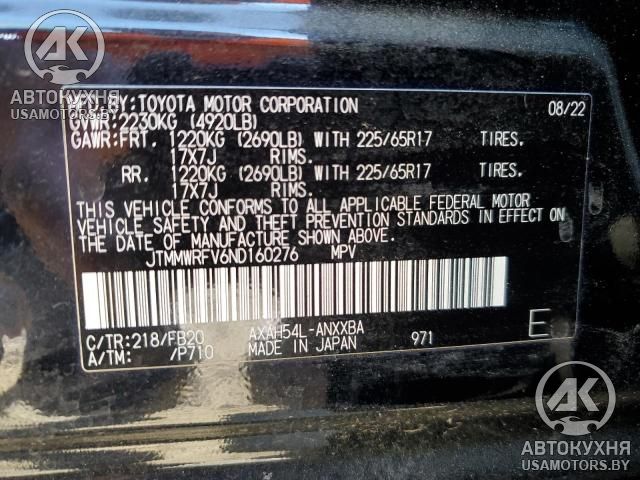 AK
АВТОКУХНЯ
USAMOTORS.BY
MFD.BY:TOYOTA MOTOR CORPORATION 08/22
GVWR:2230KG (4920LB)
GAWR:FRT. 1220KG (2690LB) WITH 225/65R17 TIRES.
17X7J RIMS.
RR. 1220KG (2690LB) WITH 225/65R17 TIRES.
17X7J RIMS.
THIS VEHICLE CONFORMS TO ALL APPLICABLE FEDERAL MOTOR
VEHICLE SAFETY AND THEFT PREVENTION STANDARDS IN EFFECT ON
THE DATE OF MANUFACTURE SHOWN ABOVE.
JTMMWRFV6ND160276 MPV
C/TR:218/FB20 AXAH54L-ANXXBA
A/TM: /P710 MADE IN JAPAN 971 E
AK
АВТОКУХНЯ
USAMOTORS.BY